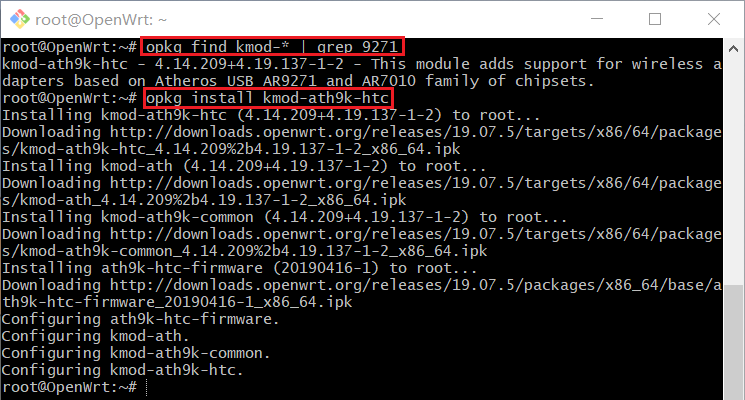 root@OpenWrt: ~
root@OpenWrt:~# opkg find kmod-* | grep 9271
kmod-ath9k-htc - 4.14.209+4.19.137-1-2 - This module adds support for wireless a
dapters based on Atheros USB AR9271 and AR7010 family of chipsets.
root@OpenWrt:~# opkg install kmod-ath9k-htc
Installing kmod-ath9k-htc (4.14.209+4.19.137-1-2) to root...
Downloading http://downloads.openwrt.org/releases/19.07.5/targets/x86/64/package
s/kmod-ath9k-htc_4.14.209%2b4.19.137-1-2_x86_64.ipk
Installing kmod-ath (4.14.209+4.19.137-1-2) to root...
Downloading http://downloads.openwrt.org/releases/19.07.5/targets/x86/64/package
s/kmod-ath_4.14.209%2b4.19.137-1-2_x86_64.ipk
Installing kmod-ath9k-common (4.14.209+4.19.137-1-2) to root...
Downloading http://downloads.openwrt.org/releases/19.07.5/targets/x86/64/package
s/kmod-ath9k-common_4.14.209%2b4.19.137-1-2_x86_64.ipk
Installing ath9k-htc-firmware (20190416-1) to root...
Downloading http://downloads.openwrt.org/releases/19.07.5/packages/x86_64/base/a
th9k-htc-firmware_20190416-1_x86_64.ipk
Configuring ath9k-htc-firmware.
Configuring kmod-ath.
Configuring kmod-ath9k-common.
Configuring kmod-ath9k-htc.
root@OpenWrt:~#